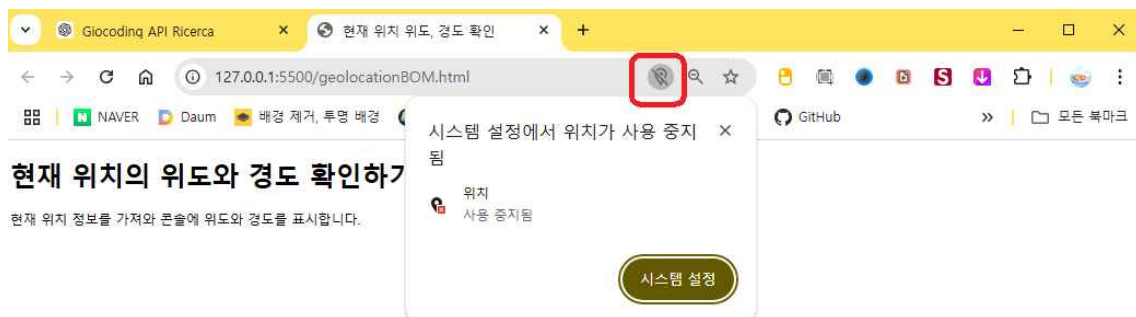 Giocoding API Ricerca
현재 위치 위도, 경도 확인
127.0.0.1:5500/geolocationBOM.html
NAVER
Daum
배경 제거, 투명 배경
GitHub
모든 북마크
시스템 설정에서 위치가 사용 중지
됨
위치
사용 중지됨
시스템 설정
현재 위치의 위도와 경도 확인하기
현재 위치 정보를 가져와 콘솔에 위도와 경도를 표시합니다.